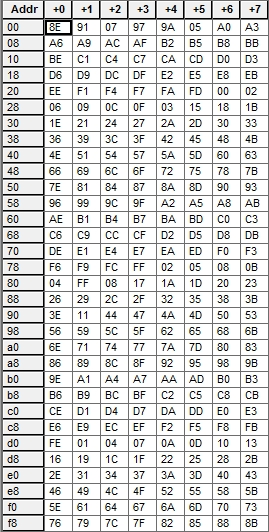 Addr +0 +1 +2 +3 +4 +5 +6 +7
00 8E 91 07 97 9A 05 A0 A3
08 A6 A9 AC AF B2 B5 B8 BB
10 BE C1 C4 C7 CA CD D0 D3
18 D6 D9 DC DF E2 E5 E8 EB
20 EE F1 F4 F7 FA FD 00 02
28 06 09 0C 0F 03 15 18 1B
30 1E 21 24 27 2A 2D 30 33
38 36 39 3C 3F 42 45 48 4B
40 4E 51 54 57 5A 5D 60 63
48 66 69 6C 6F 72 75 78 7B
50 7E 81 84 87 8A 8D 90 93
58 96 99 9C 9F A2 A5 A8 AB
60 AE B1 B4 B7 BA BD C0 C3
68 C6 C9 CC CF D2 D5 D8 DB
70 DE E1 E4 E7 EA ED F0 F3
78 F6 F9 FC FF 02 05 08 0B
80 04 FF 08 17 1A 1D 20 23
88 26 29 2C 2F 32 35 38 3B
90 3E 11 44 47 4A 4D 50 53
98 56 59 5C 5F 62 65 68 6B
a0 6E 71 74 77 7A 7D 80 83
a8 86 89 8C 8F 92 95 98 9B
b0 9E A1 A4 A7 AA AD B0 B3
b8 B6 B9 BC BF C2 C5 C8 CB
c0 CE D1 D4 D7 DA DD E0 E3
c8 E6 E9 EC EF F2 F5 F8 FB
d0 FE 01 04 07 0A 0D 10 13
d8 16 19 1C 1F 22 25 28 2B
e0 2E 31 34 37 3A 3D 40 43
e8 46 49 4C 4F 52 55 58 5B
f0 5E 61 64 67 6A 6D 70 73
f8 76 79 7C 7F 82 85 88 8B